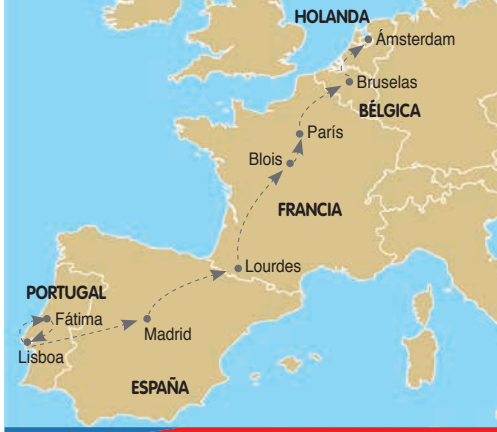 HOLANDA
Ámsterdam
Bruselas
BÉLGICA
París
Blois
FRANCIA
Lourdes
PORTUGAL
Fátima
Madrid
Lisboa
ESPAÑA